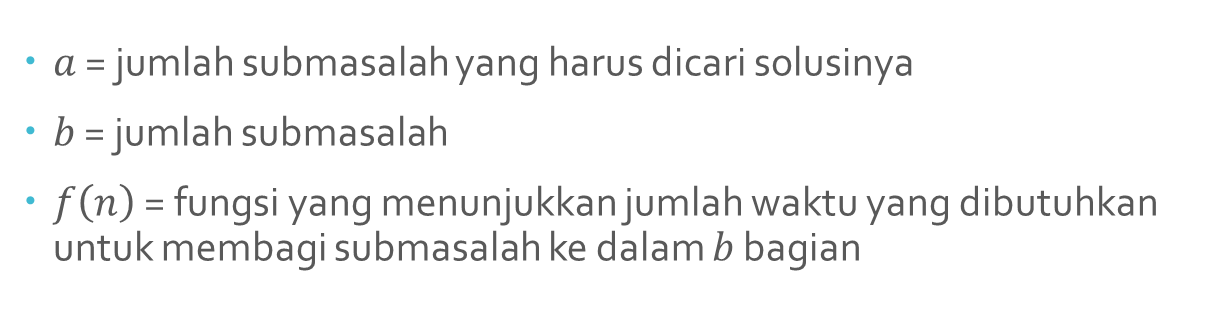 • a = jumlah submasalah yang harus dicari solusinya
• b = jumlah submasalah
• f(n) = fungsi yang menunjukkan jumlah waktu yang dibutuhkan
untuk membagi submasalah ke dalam b bagian